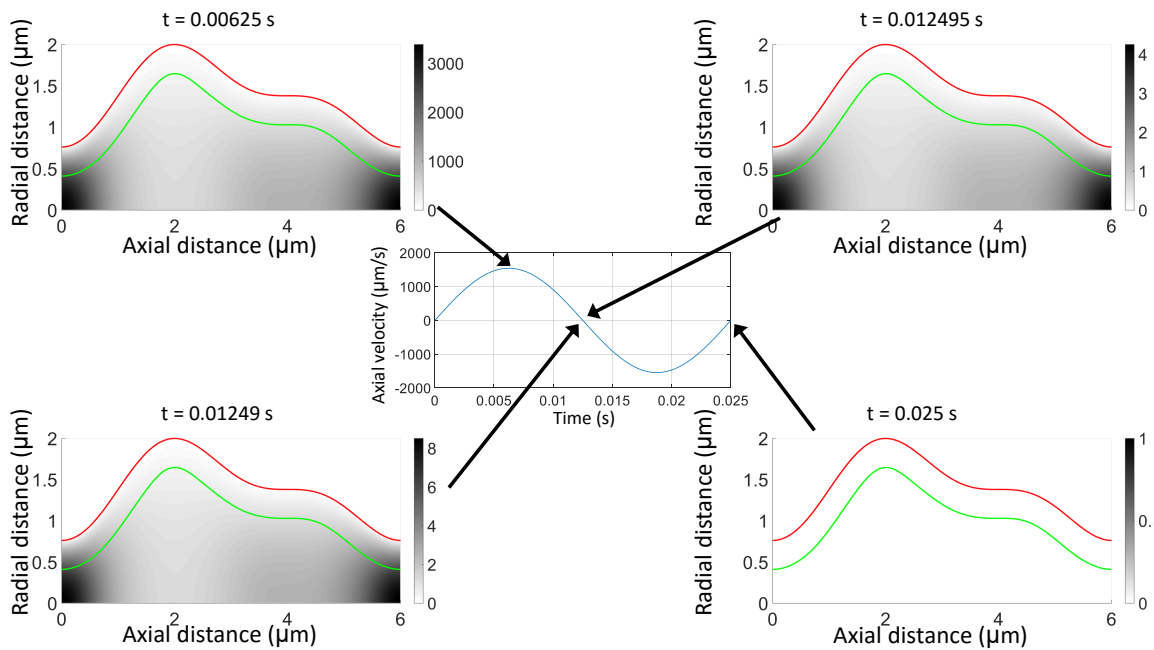 t = 0.00625 s
Radial distance (µm)
2
1.5
1
0.5
0
0 2 4 6
Axial distance (µm)
3000
2000
1000
0
t = 0.012495 s
Radial distance (µm)
2
1.5
1
0.5
0
0 2 4 6
Axial distance (µm)
4
3
2
1
0
Axial velocity (µm/s)
2000
1000
0
-1000
-2000
0 0.005 0.01 0.015 0.02 0.025
Time (s)
t = 0.01249 s
Radial distance (µm)
2
1.5
1
0.5
0
0 2 4 6
Axial distance (µm)
8
6
4
2
0
t = 0.025 s
Radial distance (µm)
2
1.5
1
0.5
0
0 2 4 6
Axial distance (µm)
1
0.
0